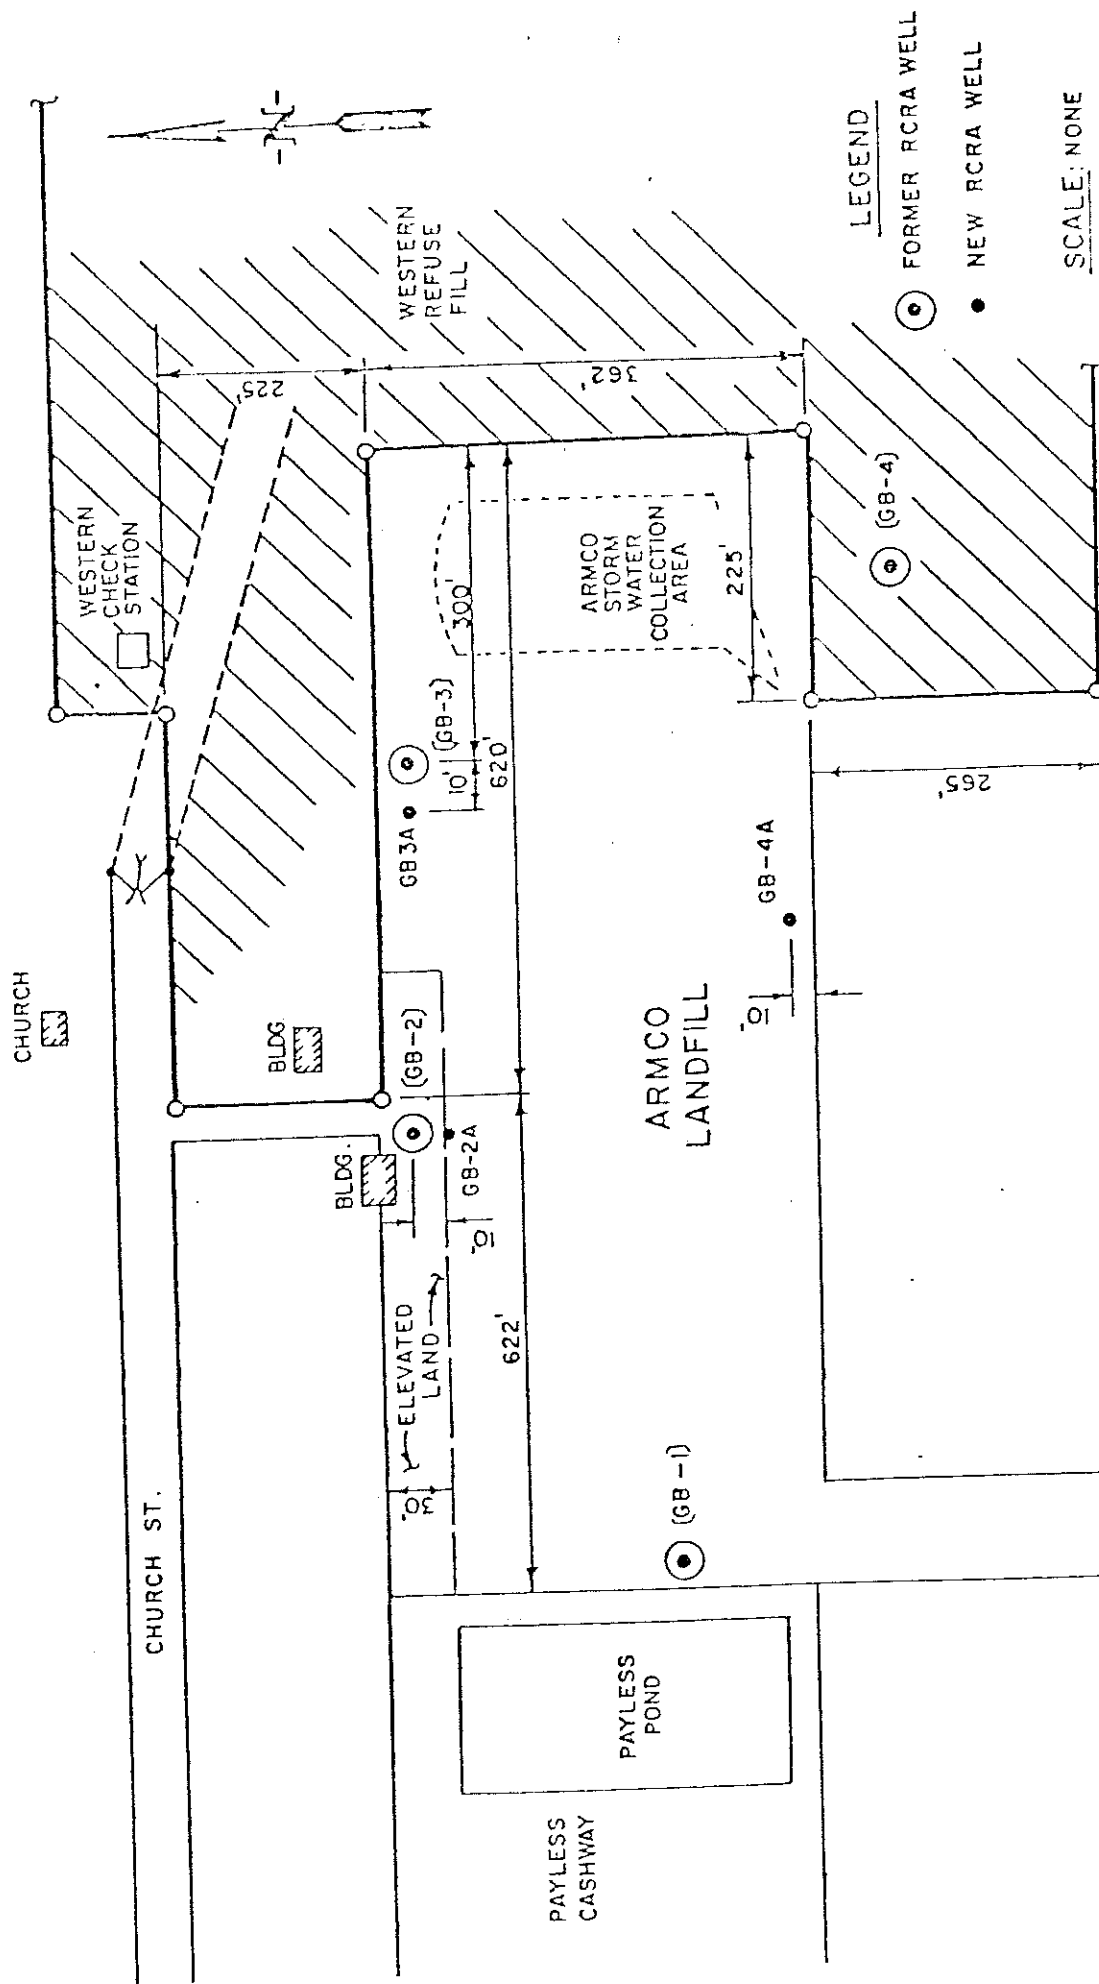 CHURCH
CHURCH ST.
WESTERN
CHECK
STATION
-N-
WESTERN
REFUSE
FILL
225'
362'
BLDG
BLDG.
(GB-2)
GB-2A
10'
ELEVATED
LAND
30'
622'
620'
300'
10'
(GB-3)
GB3A
ARMCO
STORM
WATER
COLLECTION
AREA
225'
(GB-4)
GB-4A
10'
265'
ARMCO
LANDFILL
(GB-1)
PAYLESS
POND
PAYLESS
CASHWAY
LEGEND
FORMER RCRA WELL
NEW RCRA WELL
SCALE: NONE